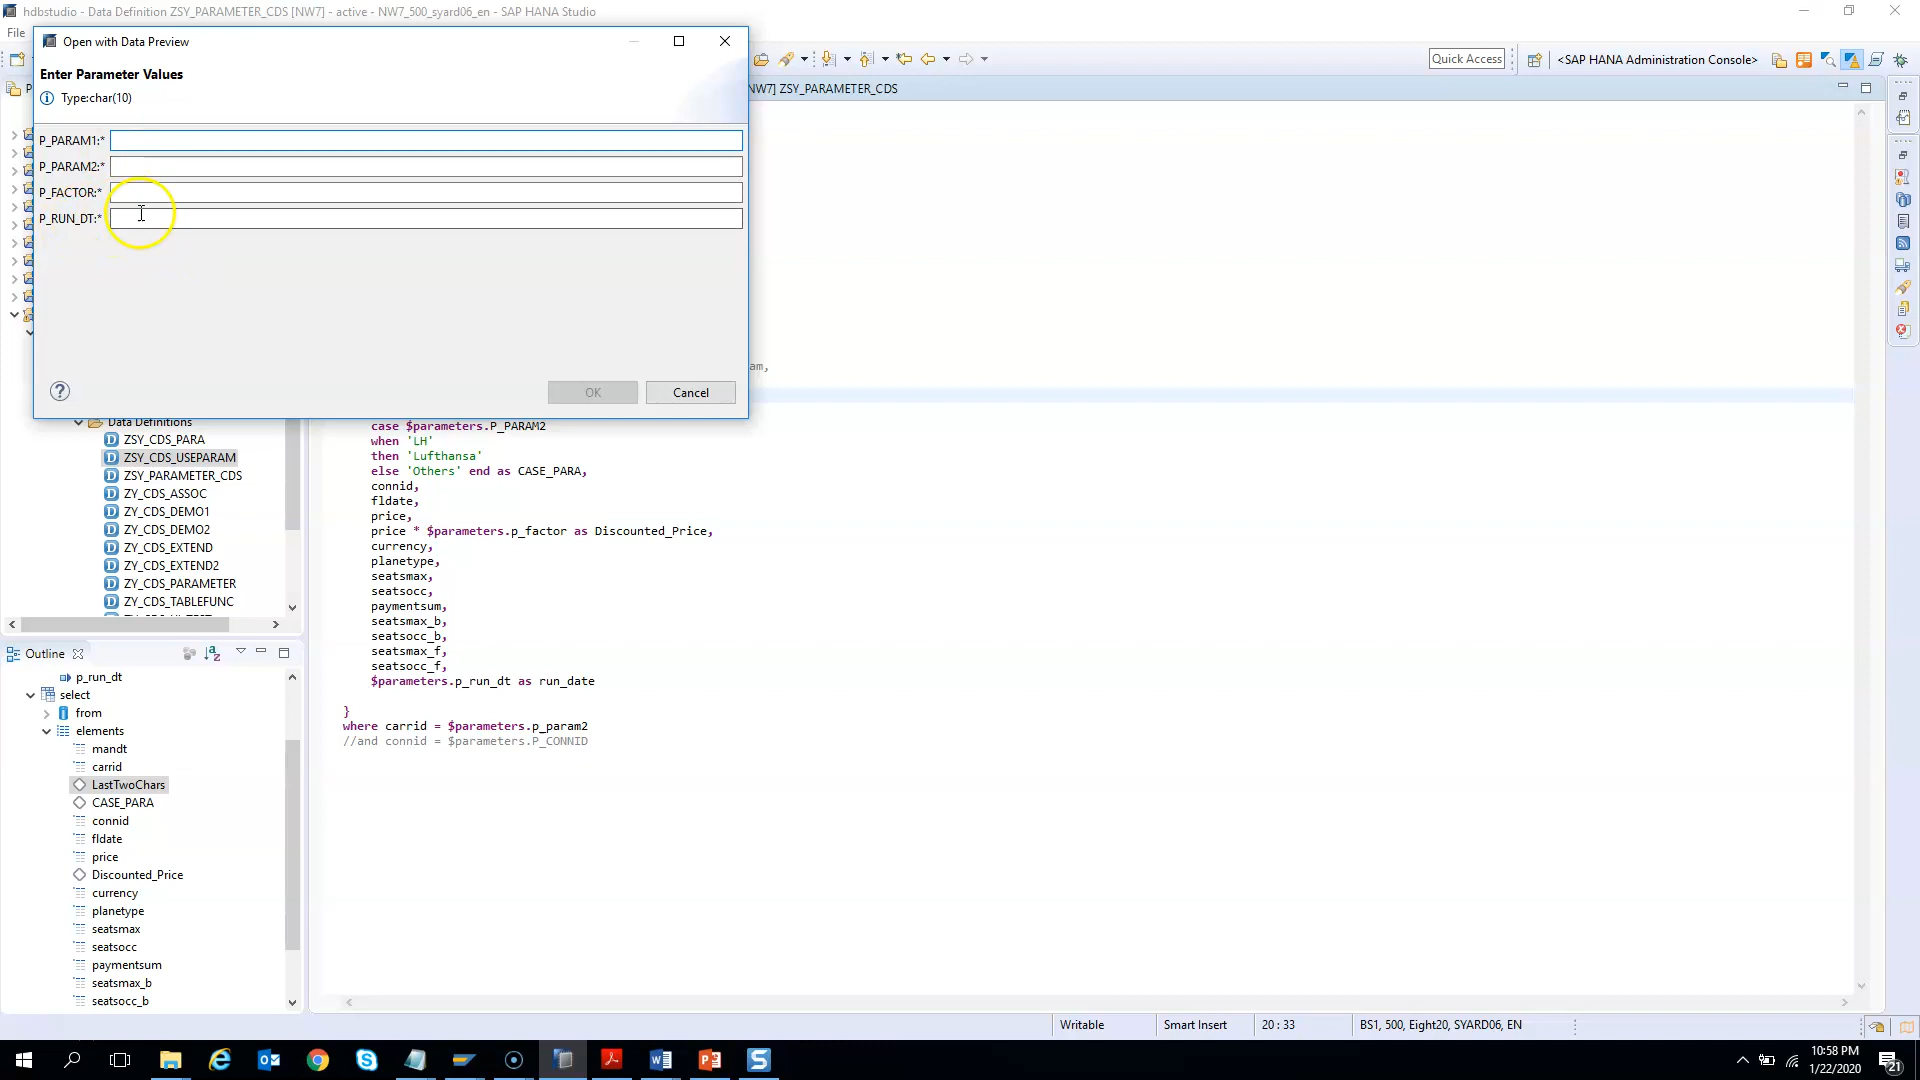 hdbstudio - Data Definition ZSY_PARAMETER_CDS [NW7] - active - NW7_500_syard06_en - SAP HANA Studio
File
Open with Data Preview
Enter Parameter Values
Type:char(10)
P_PARAM1:*
P_PARAM2:*
P_FACTOR:*
P_RUN_DT:*
OK
Cancel
Quick Access
<SAP HANA Administration Console>
P
NW7] ZSY_PARAMETER_CDS
am,
Data Definitions
ZSY_CDS_PARA
ZSY_CDS_USEPARAM
ZSY_PARAMETER_CDS
ZY_CDS_ASSOC
ZY_CDS_DEMO1
ZY_CDS_DEMO2
ZY_CDS_EXTEND
ZY_CDS_EXTEND2
ZY_CDS_PARAMETER
ZY_CDS_TABLEFUNC
case $parameters.P_PARAM2
when 'LH'
then 'Lufthansa'
else 'Others' end as CASE_PARA,
connid,
fldate,
price,
price * $parameters.p_factor as Discounted_Price,
currency,
planetype,
seatsmax,
seatsocc,
paymentsum,
seatsmax_b,
seatsocc_b,
seatsmax_f,
seatsocc_f,
$parameters.p_run_dt as run_date
}
where carrid = $parameters.p_param2
//and connid = $parameters.P_CONNID
Outline
p_run_dt
select
from
elements
mandt
carrid
LastTwoChars
CASE_PARA
connid
fldate
price
Discounted_Price
currency
planetype
seatsmax
seatsocc
paymentsum
seatsmax_b
seatsocc_b
Writable
Smart Insert
20 : 33
BS1, 500, Eight20, SYARD06, EN
10:58 PM
1/22/2020
21